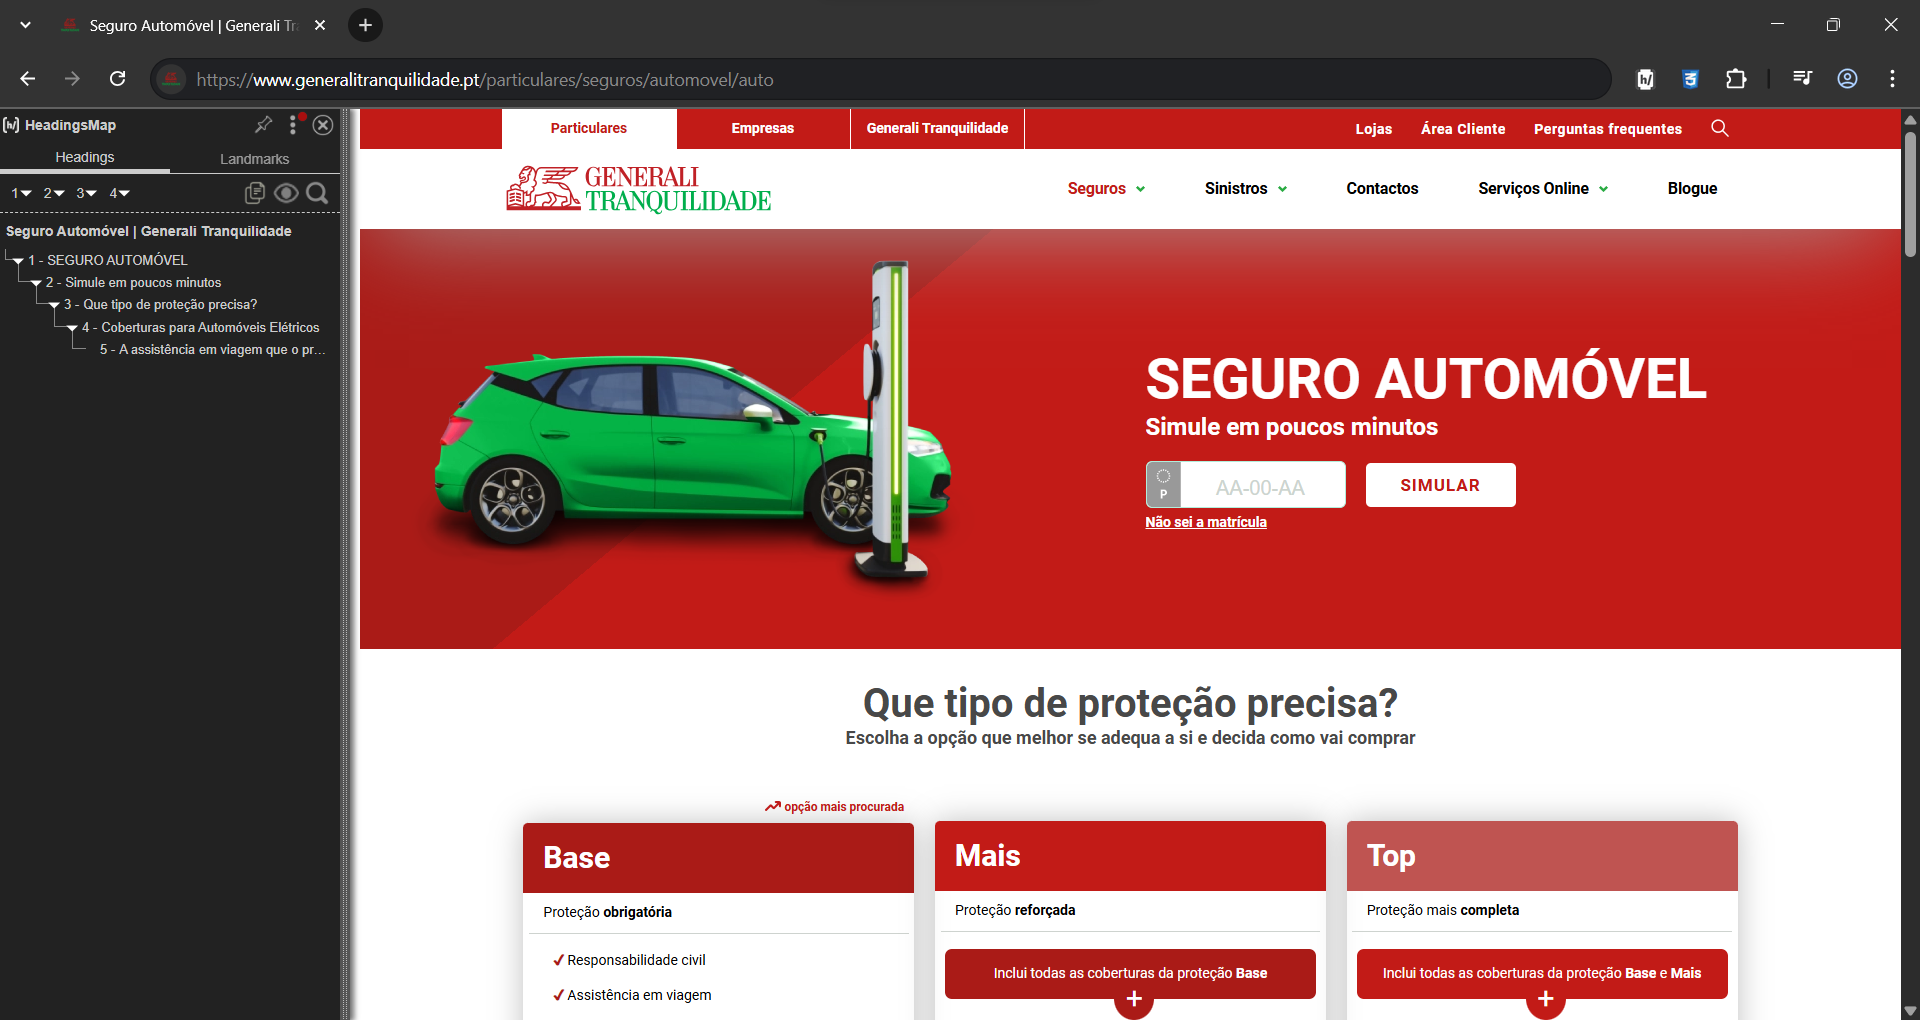 Seguro Automóvel | Generali Tr
https://www.generalitranquilidade.pt/particulares/seguros/automovel/auto
HeadingsMap
Headings
Landmarks
1 2 3 4
Seguro Automóvel | Generali Tranquilidade
1 - SEGURO AUTOMÓVEL
2 - Simule em poucos minutos
3 - Que tipo de proteção precisa?
4 - Coberturas para Automóveis Elétricos
5 - A assistência em viagem que o pr...
Particulares
Empresas
Generali Tranquilidade
Lojas
Área Cliente
Perguntas frequentes
GENERALI
TRANQUILIDADE
Seguros
Sinistros
Contactos
Serviços Online
Blogue
SEGURO AUTOMÓVEL
Simule em poucos minutos
P
AA-00-AA
SIMULAR
Não sei a matrícula
Que tipo de proteção precisa?
Escolha a opção que melhor se adequa a si e decida como vai comprar
opção mais procurada
Base
Proteção obrigatória
Responsabilidade civil
Assistência em viagem
Mais
Proteção reforçada
Inclui todas as coberturas da proteção Base
+
Top
Proteção mais completa
Inclui todas as coberturas da proteção Base e Mais
+